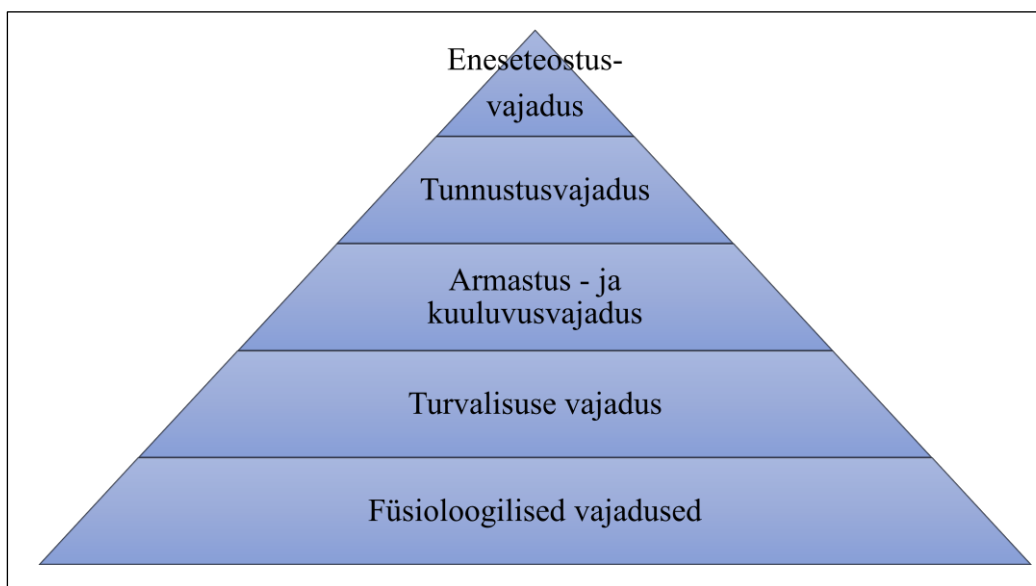 Eneseteostus-
vajadus
Tunnustusvajadus
Armastus - ja
kuuluvusvajadus
Turvalisuse vajadus
Füsioloogilised vajadused